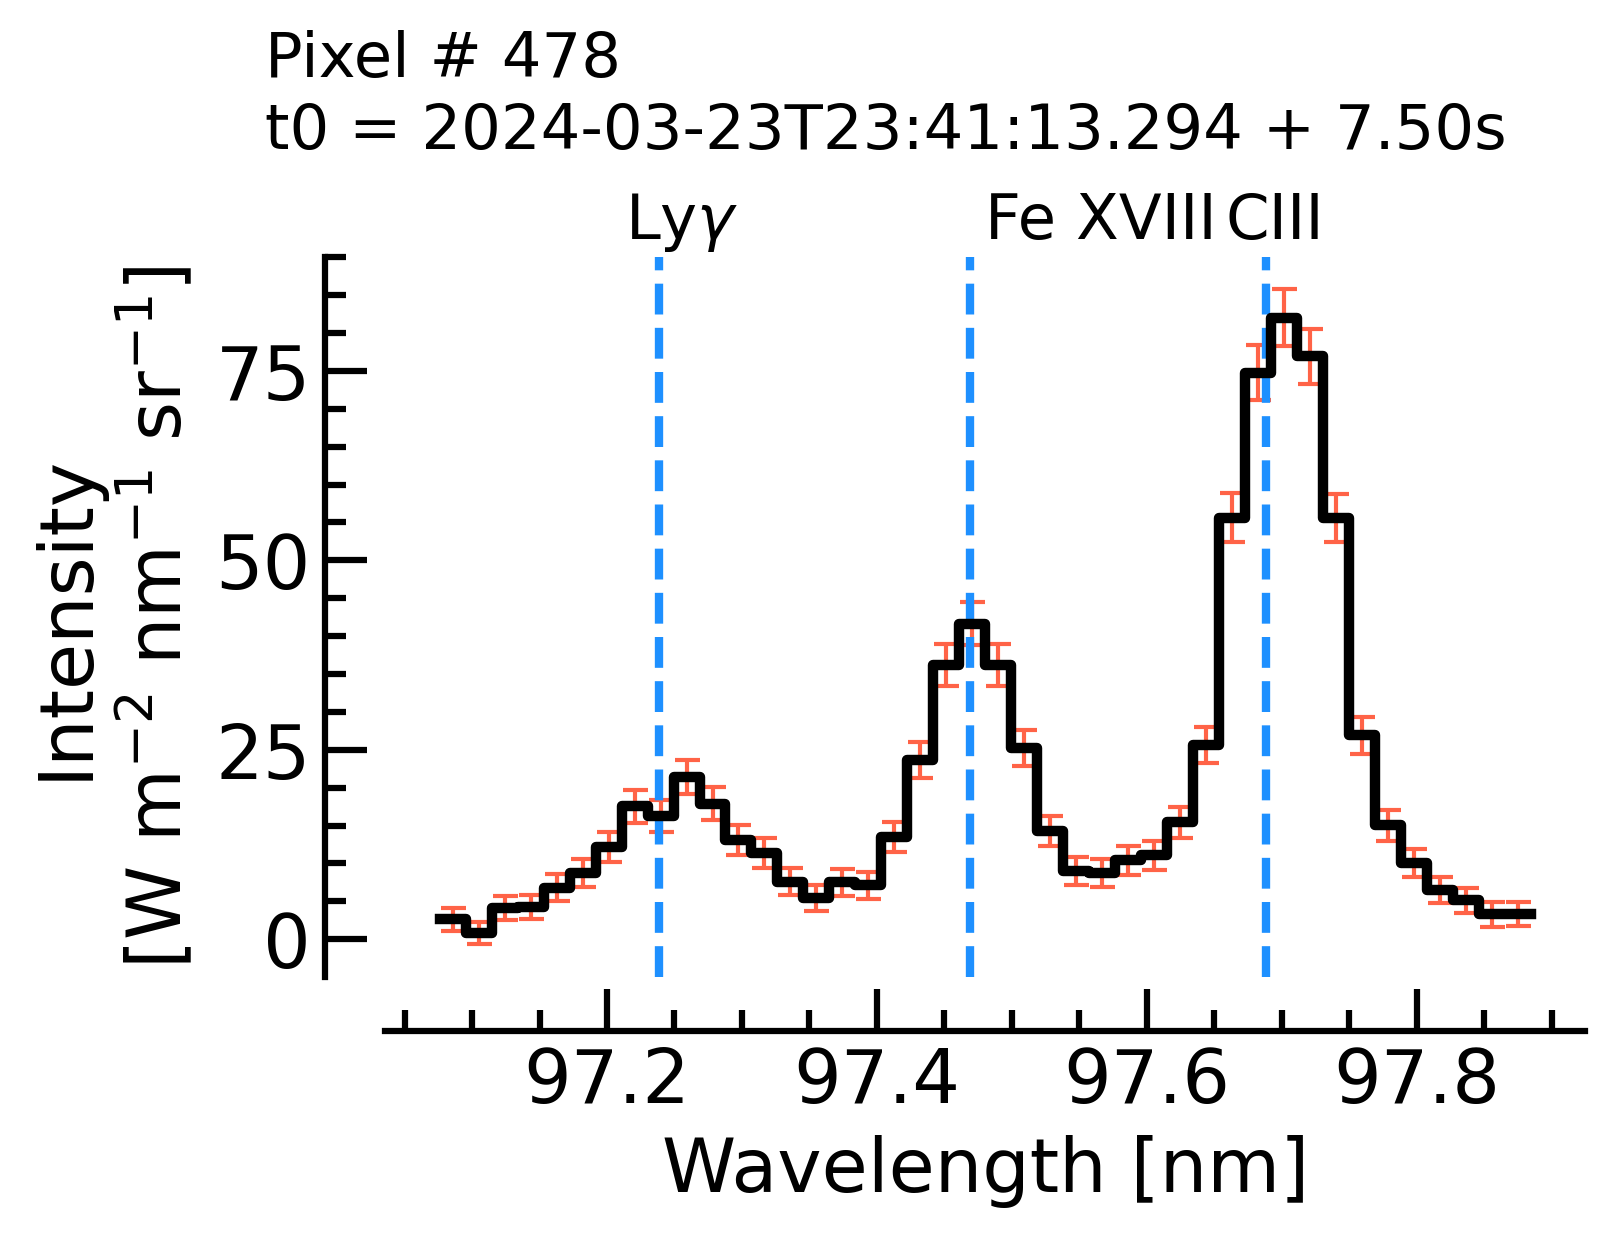 Pixel # 478
t0 = 2024-03-23T23:41:13.294 + 7.50s
Lyγ Fe XVIII CIII
Intensity
[W m⁻² nm⁻¹ sr⁻¹]
75
50
25
0
97.2 97.4 97.6 97.8
Wavelength [nm]